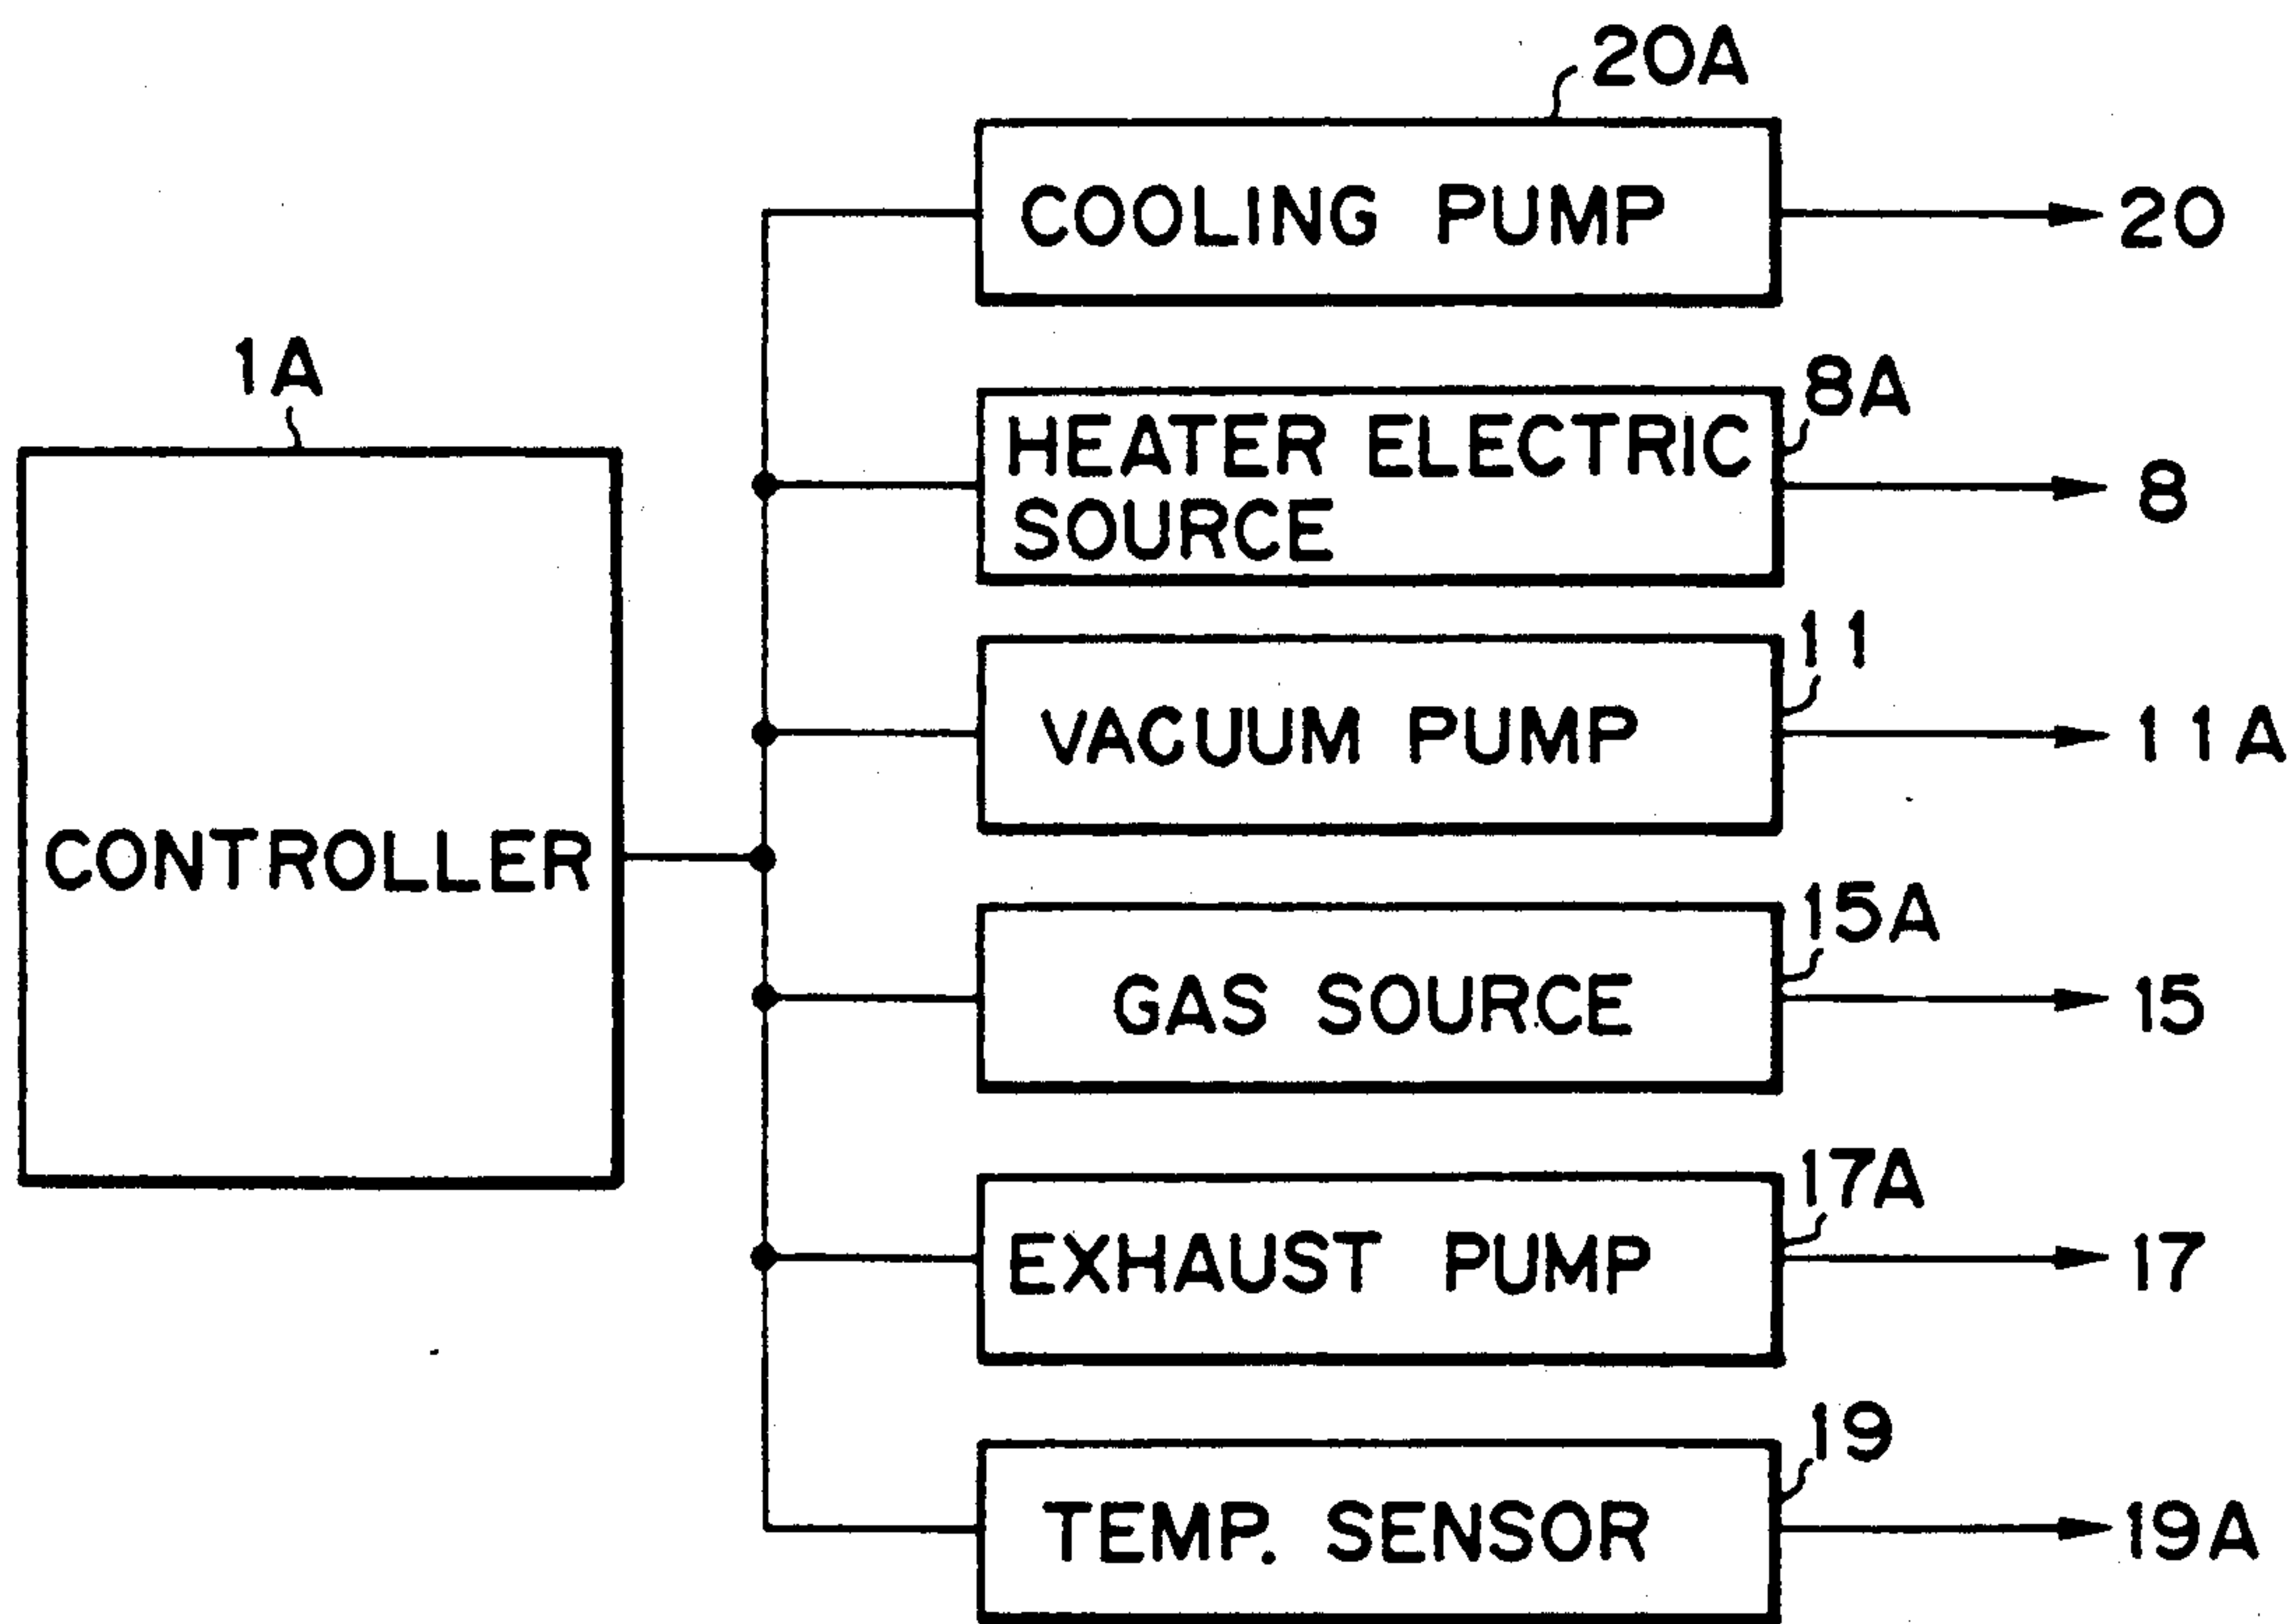 20A
COOLING PUMP
20
1A
8A
HEATER ELECTRIC
SOURCE
8
11
VACUUM PUMP
11A
CONTROLLER
15A
GAS SOURCE
15
17A
EXHAUST PUMP
17
19
TEMP. SENSOR
19A